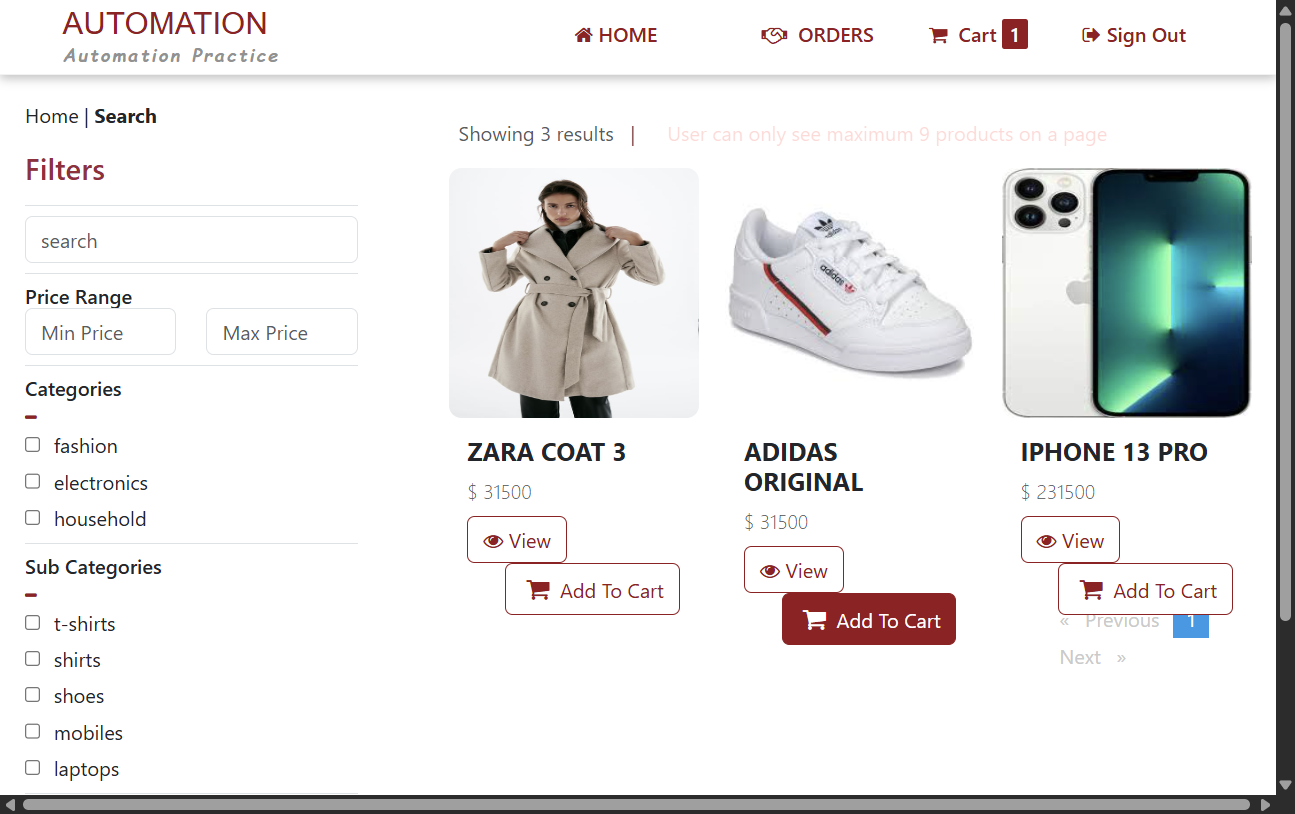 AUTOMATION
Automation Practice
HOME
ORDERS
Cart 1
Sign Out
Home | Search
Showing 3 results | User can only see maximum 9 products on a page
Filters
search
Price Range
Min Price
Max Price
Categories
fashion
electronics
household
Sub Categories
t-shirts
shirts
shoes
mobiles
laptops
adidas
adidas
ZARA COAT 3
$ 31500
View
Add To Cart
ADIDAS
ORIGINAL
$ 31500
View
Add To Cart
IPHONE 13 PRO
$ 231500
View
Add To Cart
« Previous 1
Next »